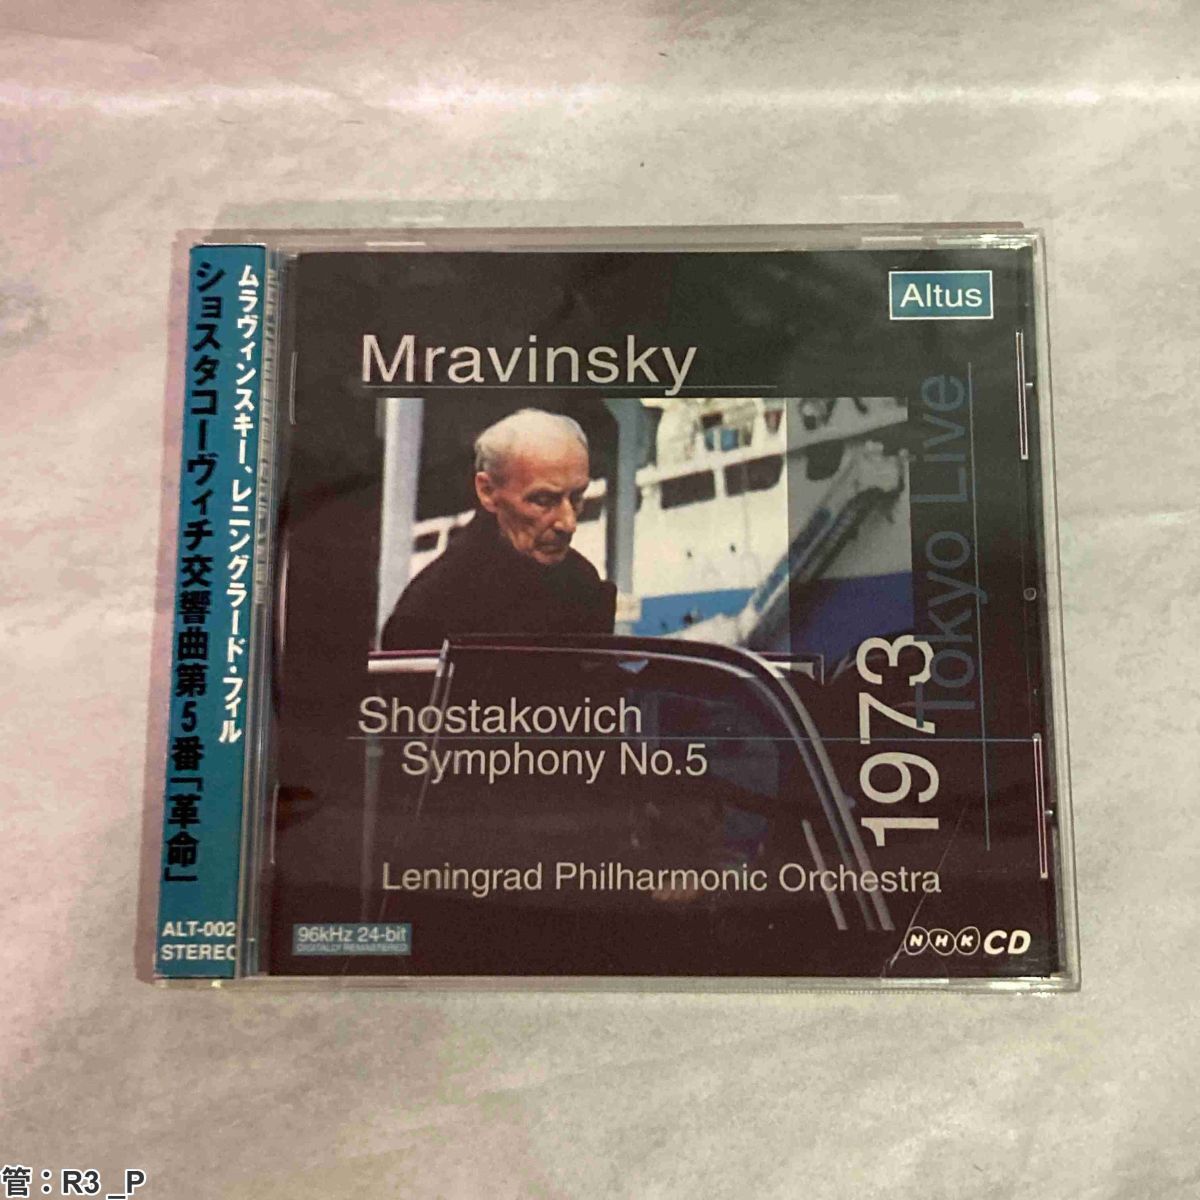 ムラヴィンスキー、レニングラード・フィル
ショスタコーヴィチ交響曲第5番「革命」
ALT-002
STEREO
Altus
Mravinsky
Tokyo Live
1973
Shostakovich
Symphony No.5
Leningrad Philharmonic Orchestra
96kHz 24-bit
DIGITALLY REMASTERED
NHK CD
管：R3 _P